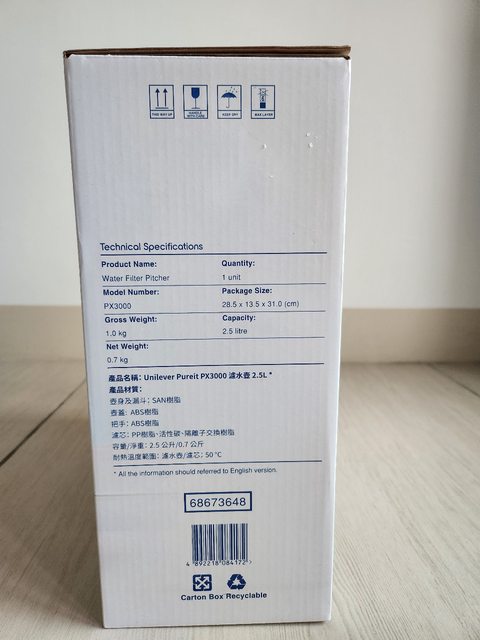 THIS WAY UP
HANDLE WITH CARE
KEEP DRY
MAX LAYER
Technical Specifications
Product Name: Quantity:
Water Filter Pitcher 1 unit
Model Number: Package Size:
PX3000 28.5 x 13.5 x 31.0 (cm)
Gross Weight: Capacity:
1.0 kg 2.5 litre
Net Weight:
0.7 kg
產品名稱: Unilever Pureit PX3000 濾水壺 2.5L *
產品材質:
壺身及漏斗: SAN樹脂
壺蓋: ABS樹脂
把手: ABS樹脂
濾芯: PP樹脂、活性碳、陽離子交換樹脂
容量/淨重: 2.5 公升/0.7 公斤
耐熱溫度範圍: 濾水壺/濾芯: 50℃
* All the information should referred to English version.
68673648
4 892218 084172 >
Carton Box Recyclable